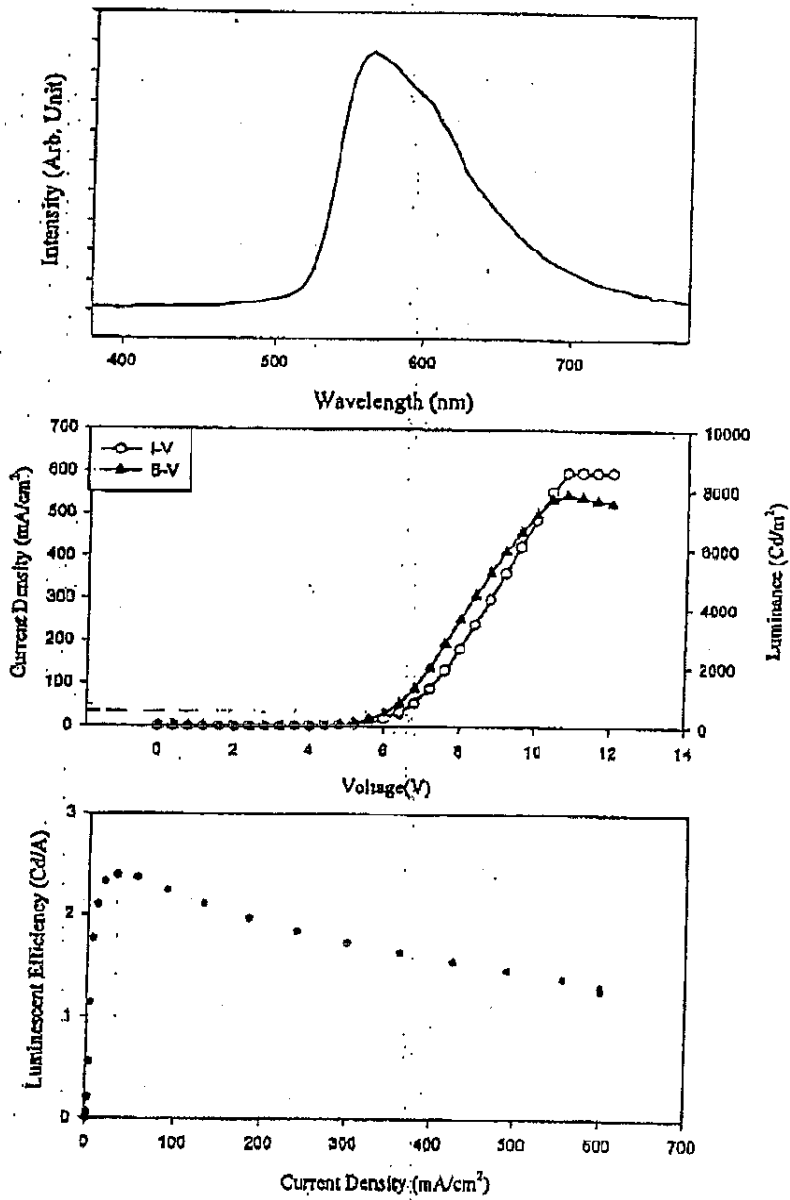 Intensity (Arb. Unit)
400 500 600 700
Wavelength (nm)
700
600
500
400
300
200
100
0
Current Density (mA/cm²)
I-V
B-V
10000
8000
6000
4000
2000
0
Luminance (Cd/m²)
0 2 4 6 8 10 12 14
Voltage(V)
3
2
1
0
Luminescent Efficiency (Cd/A)
0 100 200 300 400 500 600 700
Current Density (mA/cm²)